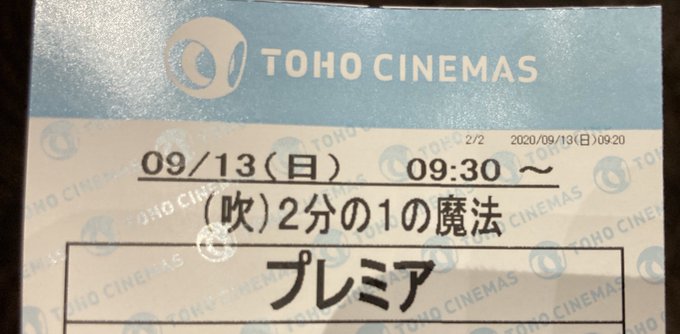 TOHO CINEMAS
2/2 2020/09/13(日)09:20
09/13(日) 09:30 ～
(吹)2分の1の魔法
プレミア